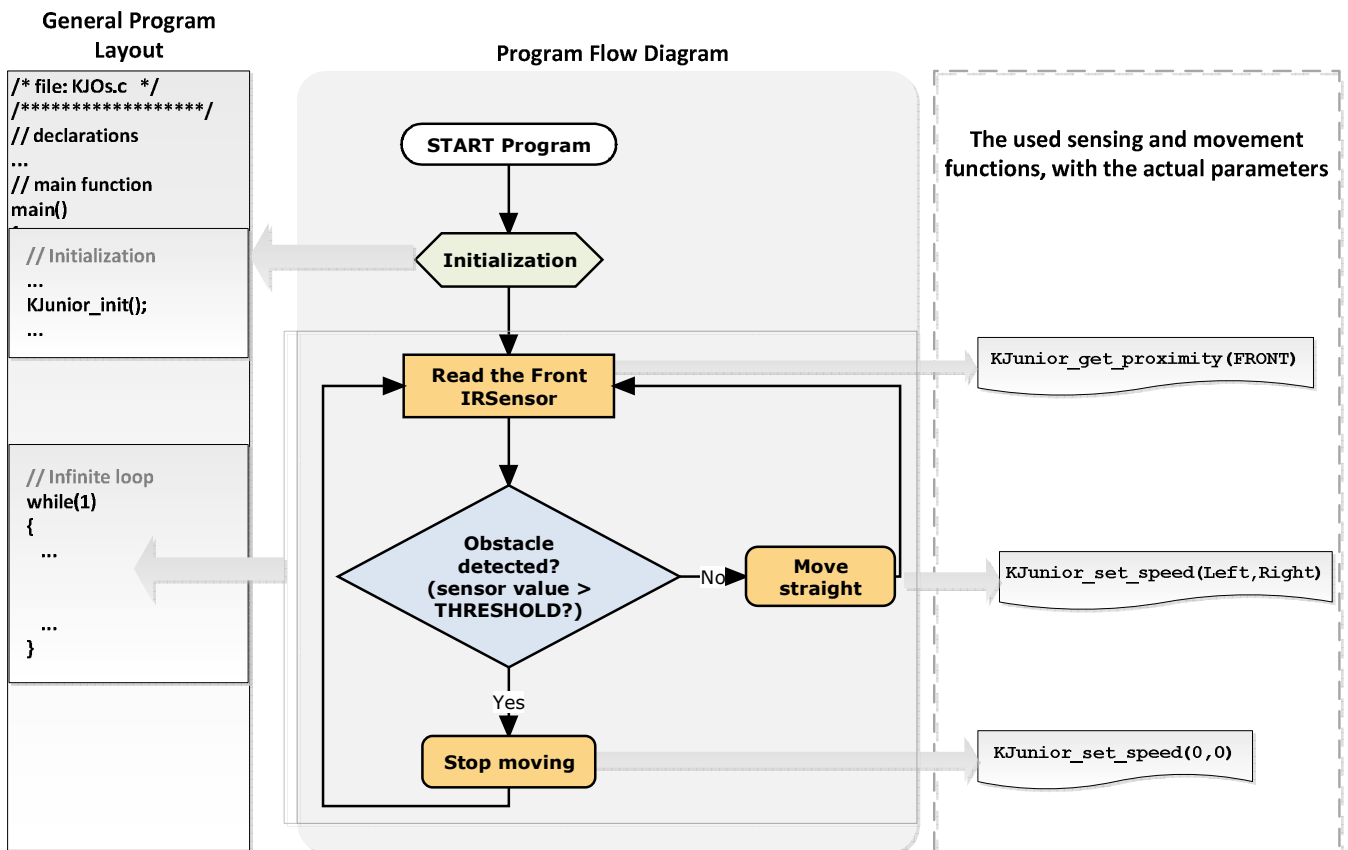 General Program
Layout
/* file: KJOs.c */
/******************/
// declarations
...
// main function
main()
// Initialization
...
KJunior_init();
...
// Infinite loop
while(1)
{
...
...
}
Program Flow Diagram
START Program
Initialization
Read the Front
IRSensor
Obstacle
detected?
(sensor value >
THRESHOLD?)
No
Move
straight
Yes
Stop moving
The used sensing and movement
functions, with the actual parameters
KJunior_get_proximity(FRONT)
KJunior_set_speed(Left,Right)
KJunior_set_speed(0,0)